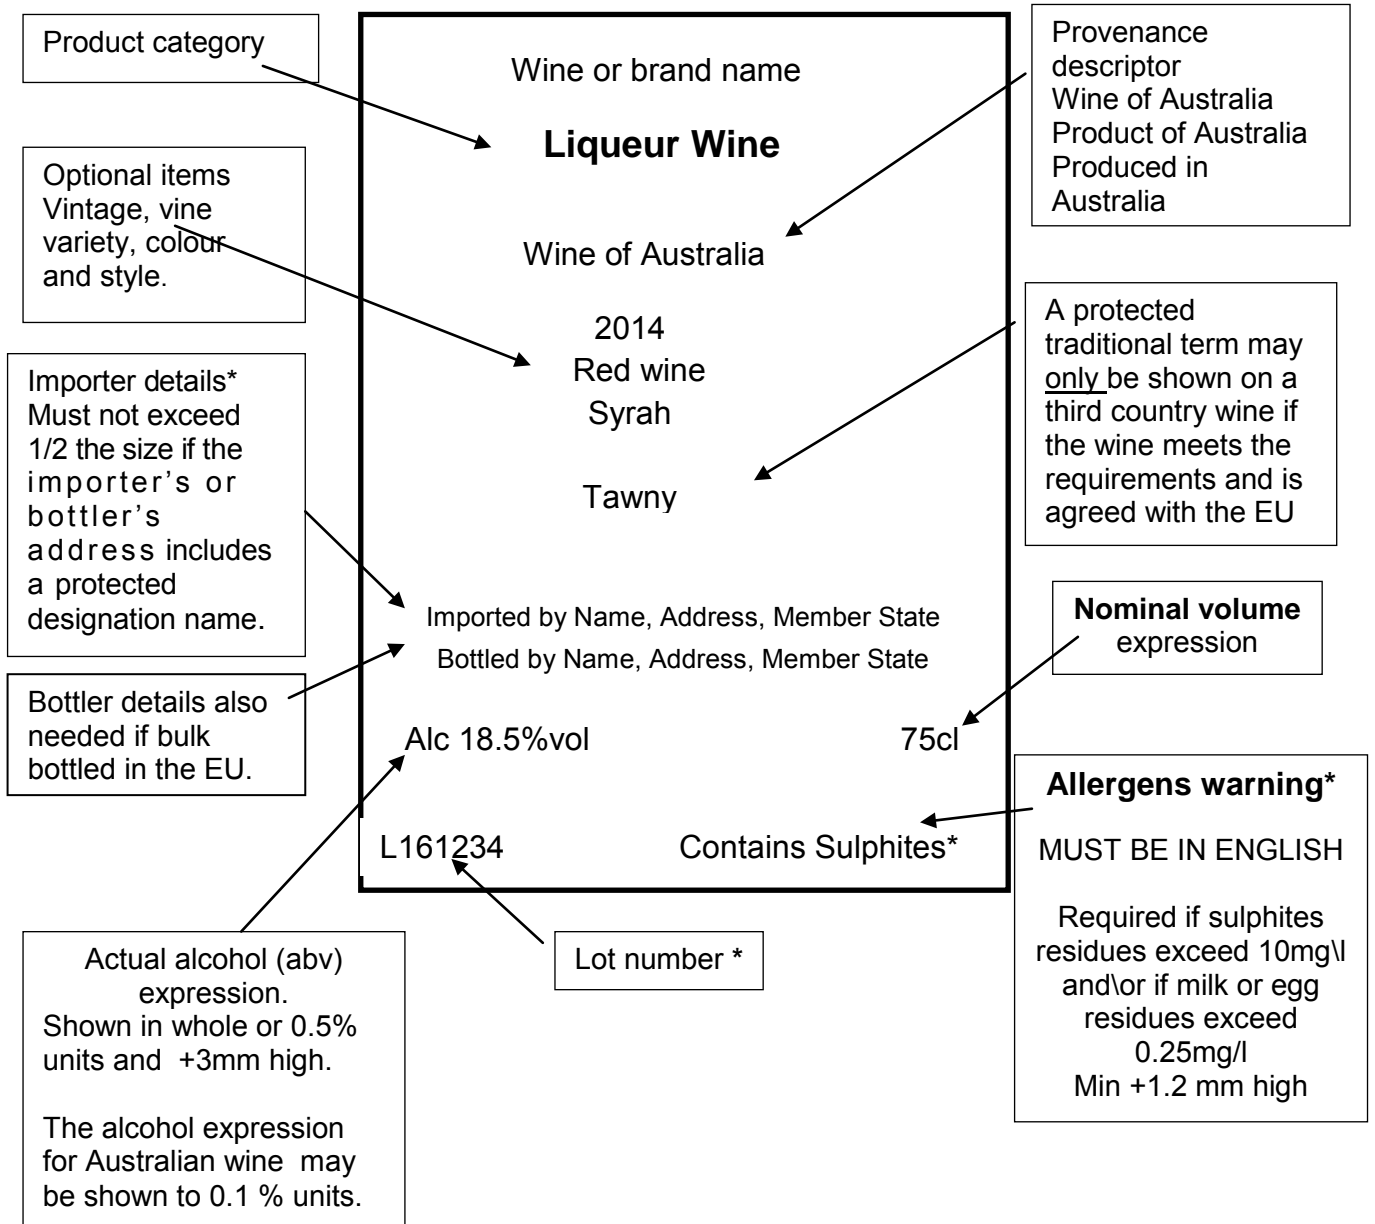 Product category
Optional items
Vintage, vine
variety, colour
and style.
Importer details*
Must not exceed
1/2 the size if the
importer's or
bottler's
address includes
a protected
designation name.
Bottler details also
needed if bulk
bottled in the EU.
Actual alcohol (abv)
expression.
Shown in whole or 0.5%
units and +3mm high.
The alcohol expression
for Australian wine may
be shown to 0.1 % units.
Wine or brand name
Liqueur Wine
Wine of Australia
2014
Red wine
Syrah
Tawny
Imported by Name, Address, Member State
Bottled by Name, Address, Member State
Alc 18.5%vol
75cl
L161234
Contains Sulphites*
Lot number *
Provenance
descriptor
Wine of Australia
Product of Australia
Produced in
Australia
A protected
traditional term may
only be shown on a
third country wine if
the wine meets the
requirements and is
agreed with the EU
Nominal volume
expression
Allergens warning*
MUST BE IN ENGLISH
Required if sulphites
residues exceed 10mg\l
and\or if milk or egg
residues exceed
0.25mg/l
Min +1.2 mm high